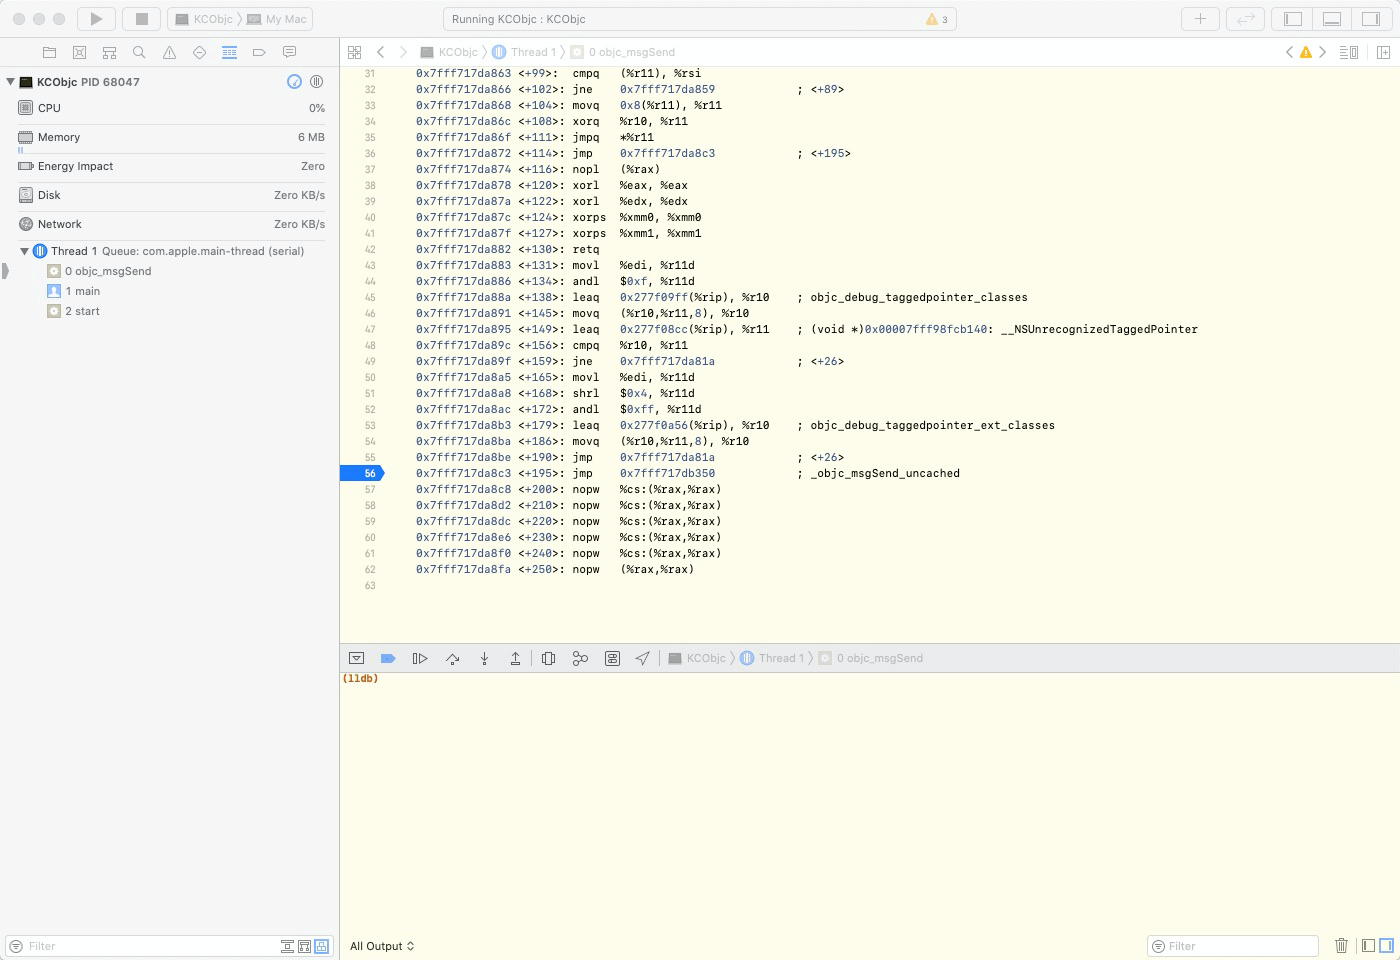 KCObjc 〉 My Mac
Running KCObjc : KCObjc
3
KCObjc 〉 Thread 1 〉 0 objc_msgSend
KCObjc PID 68047
CPU 0%
Memory 6 MB
Energy Impact Zero
Disk Zero KB/s
Network Zero KB/s
Thread 1 Queue: com.apple.main-thread (serial)
0 objc_msgSend
1 main
2 start
31 0x7fff717da863 <+99>: cmpq (%r11), %rsi
32 0x7fff717da866 <+102>: jne 0x7fff717da859 ; <+89>
33 0x7fff717da868 <+104>: movq 0x8(%r11), %r11
34 0x7fff717da86c <+108>: xorq %r10, %r11
35 0x7fff717da86f <+111>: jmpq *%r11
36 0x7fff717da872 <+114>: jmp 0x7fff717da8c3 ; <+195>
37 0x7fff717da874 <+116>: nopl (%rax)
38 0x7fff717da878 <+120>: xorl %eax, %eax
39 0x7fff717da87a <+122>: xorl %edx, %edx
40 0x7fff717da87c <+124>: xorps %xmm0, %xmm0
41 0x7fff717da87f <+127>: xorps %xmm1, %xmm1
42 0x7fff717da882 <+130>: retq
43 0x7fff717da883 <+131>: movl %edi, %r11d
44 0x7fff717da886 <+134>: andl $0xf, %r11d
45 0x7fff717da88a <+138>: leaq 0x277f09ff(%rip), %r10 ; objc_debug_taggedpointer_classes
46 0x7fff717da891 <+145>: movq (%r10,%r11,8), %r10
47 0x7fff717da895 <+149>: leaq 0x277f08cc(%rip), %r11 ; (void *)0x00007fff98fcb140: __NSUnrecognizedTaggedPointer
48 0x7fff717da89c <+156>: cmpq %r10, %r11
49 0x7fff717da89f <+159>: jne 0x7fff717da81a ; <+26>
50 0x7fff717da8a5 <+165>: movl %edi, %r11d
51 0x7fff717da8a8 <+168>: shrl $0x4, %r11d
52 0x7fff717da8ac <+172>: andl $0xff, %r11d
53 0x7fff717da8b3 <+179>: leaq 0x277f0a56(%rip), %r10 ; objc_debug_taggedpointer_ext_classes
54 0x7fff717da8ba <+186>: movq (%r10,%r11,8), %r10
55 0x7fff717da8be <+190>: jmp 0x7fff717da81a ; <+26>
56 0x7fff717da8c3 <+195>: jmp 0x7fff717db350 ; _objc_msgSend_uncached
57 0x7fff717da8c8 <+200>: nopw %cs:(%rax,%rax)
58 0x7fff717da8d2 <+210>: nopw %cs:(%rax,%rax)
59 0x7fff717da8dc <+220>: nopw %cs:(%rax,%rax)
60 0x7fff717da8e6 <+230>: nopw %cs:(%rax,%rax)
61 0x7fff717da8f0 <+240>: nopw %cs:(%rax,%rax)
62 0x7fff717da8fa <+250>: nopw (%rax,%rax)
63
KCObjc 〉 Thread 1 〉 0 objc_msgSend
(lldb)
Filter
All Output
Filter